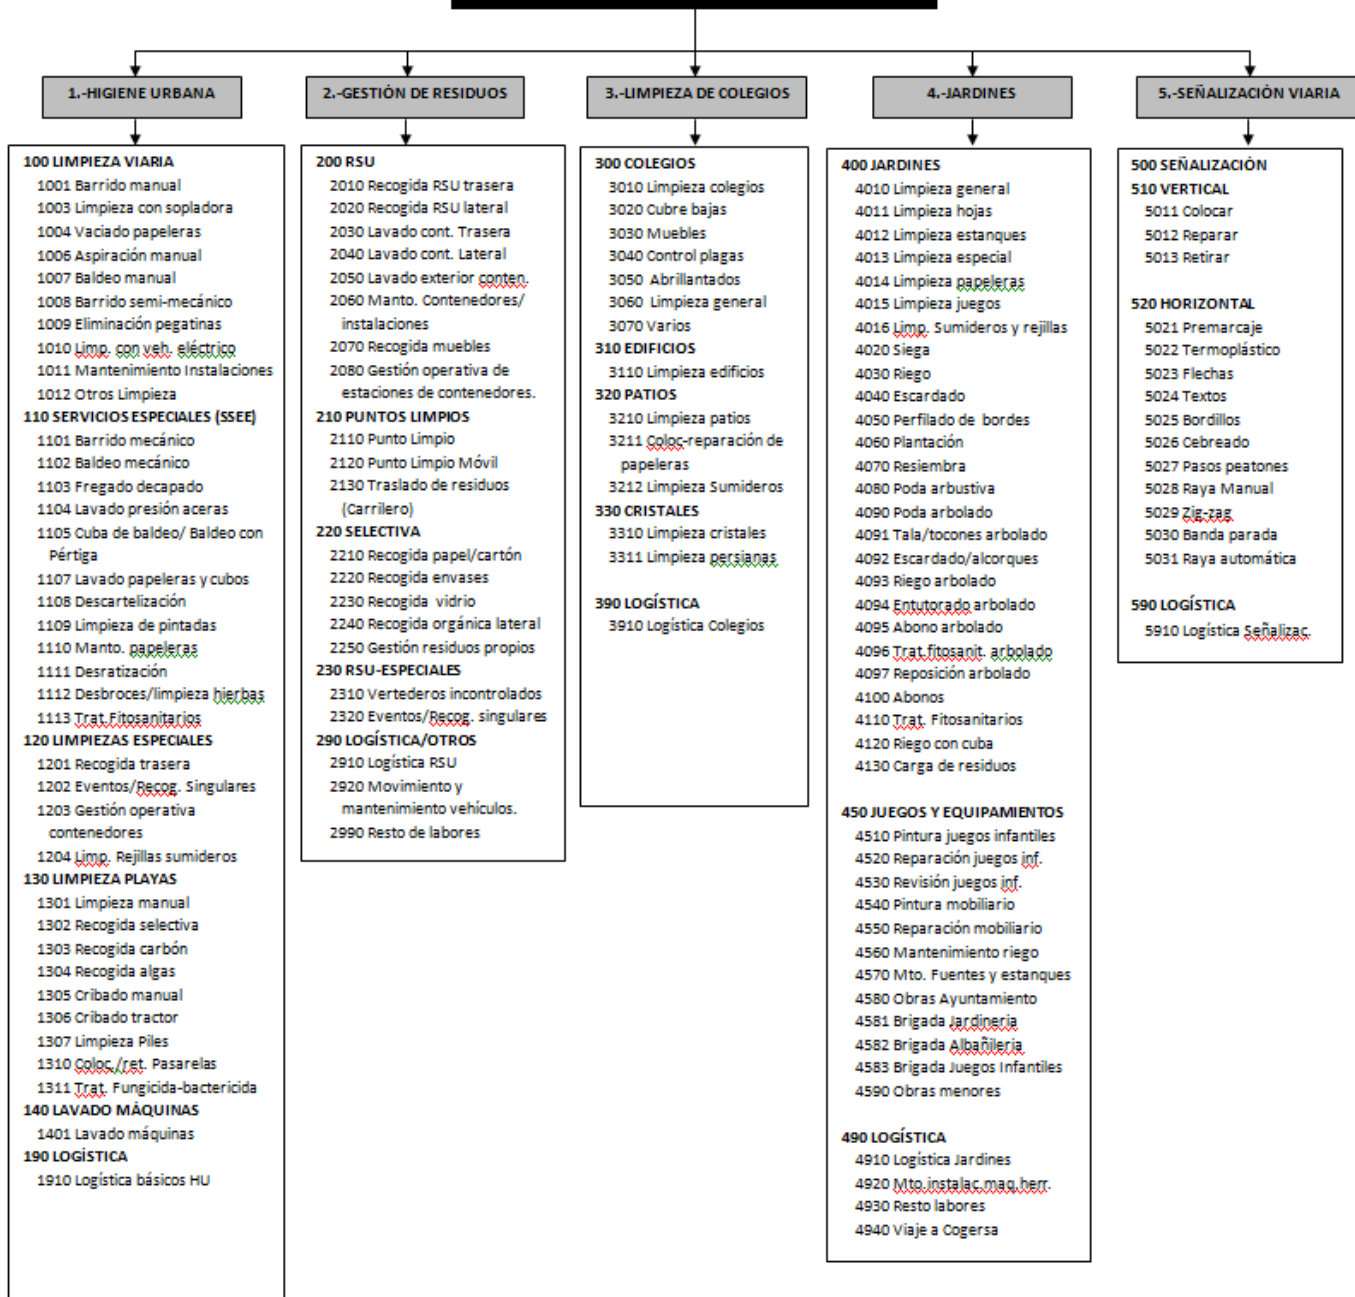 1.-HIGIENE URBANA
100 LIMPIEZA VIARIA
1001 Barrido manual
1003 Limpieza con sopladora
1004 Vaciado papeleras
1006 Aspiración manual
1007 Baldeo manual
1008 Barrido semi-mecánico
1009 Eliminación pegatinas
1010 Limp. con veh. eléctrico
1011 Mantenimiento Instalaciones
1012 Otros Limpieza
110 SERVICIOS ESPECIALES (SSEE)
1101 Barrido mecánico
1102 Baldeo mecánico
1103 Fregado decapado
1104 Lavado presión aceras
1105 Cuba de baldeo/ Baldeo con
Pértiga
1107 Lavado papeleras y cubos
1108 Descartelización
1109 Limpieza de pintadas
1110 Manto. papeleras
1111 Desratización
1112 Desbroces/limpieza hierbas
1113 Trat.Fitosanitarios
120 LIMPIEZAS ESPECIALES
1201 Recogida trasera
1202 Eventos/Recog. Singulares
1203 Gestión operativa
contenedores
1204 Limp. Rejillas sumideros
130 LIMPIEZA PLAYAS
1301 Limpieza manual
1302 Recogida selectiva
1303 Recogida carbón
1304 Recogida algas
1305 Cribado manual
1306 Cribado tractor
1307 Limpieza Piles
1310 Coloc./ret. Pasarelas
1311 Trat. Fungicida-bactericida
140 LAVADO MÁQUINAS
1401 Lavado máquinas
190 LOGÍSTICA
1910 Logística básicos HU
2.-GESTIÓN DE RESIDUOS
200 RSU
2010 Recogida RSU trasera
2020 Recogida RSU lateral
2030 Lavado cont. Trasera
2040 Lavado cont. Lateral
2050 Lavado exterior conten.
2060 Manto. Contenedores/
instalaciones
2070 Recogida muebles
2080 Gestión operativa de
estaciones de contenedores.
210 PUNTOS LIMPIOS
2110 Punto Limpio
2120 Punto Limpio Móvil
2130 Traslado de residuos
(Carrilero)
220 SELECTIVA
2210 Recogida papel/cartón
2220 Recogida envases
2230 Recogida vidrio
2240 Recogida orgánica lateral
2250 Gestión residuos propios
230 RSU-ESPECIALES
2310 Vertederos incontrolados
2320 Eventos/Recog. singulares
290 LOGÍSTICA/OTROS
2910 Logística RSU
2920 Movimiento y
mantenimiento vehículos.
2990 Resto de labores
3.-LIMPIEZA DE COLEGIOS
300 COLEGIOS
3010 Limpieza colegios
3020 Cubre bajas
3030 Muebles
3040 Control plagas
3050 Abrillantados
3060 Limpieza general
3070 Varios
310 EDIFICIOS
3110 Limpieza edificios
320 PATIOS
3210 Limpieza patios
3211 Coloc-reparación de
papeleras
3212 Limpieza Sumideros
330 CRISTALES
3310 Limpieza cristales
3311 Limpieza persianas
390 LOGÍSTICA
3910 Logística Colegios
4.-JARDINES
400 JARDINES
4010 Limpieza general
4011 Limpieza hojas
4012 Limpieza estanques
4013 Limpieza especial
4014 Limpieza papeleras
4015 Limpieza juegos
4016 Limp. Sumideros y rejillas
4020 Siega
4030 Riego
4040 Escardado
4050 Perfilado de bordes
4060 Plantación
4070 Resiembra
4080 Poda arbustiva
4090 Poda arbolado
4091 Tala/tocones arbolado
4092 Escardado/alcorques
4093 Riego arbolado
4094 Entutorado arbolado
4095 Abono arbolado
4096 Trat.fitosanit. arbolado
4097 Reposición arbolado
4100 Abonos
4110 Trat. Fitosanitarios
4120 Riego con cuba
4130 Carga de residuos
450 JUEGOS Y EQUIPAMIENTOS
4510 Pintura juegos infantiles
4520 Reparación juegos inf.
4530 Revisión juegos inf.
4540 Pintura mobiliario
4550 Reparación mobiliario
4560 Mantenimiento riego
4570 Mto. Fuentes y estanques
4580 Obras Ayuntamiento
4581 Brigada Jardineria
4582 Brigada Albañileria
4583 Brigada Juegos Infantiles
4590 Obras menores
490 LOGÍSTICA
4910 Logística Jardines
4920 Mto.instalac.maq.herr.
4930 Resto labores
4940 Viaje a Cogersa
5.-SEÑALIZACIÓN VIARIA
500 SEÑALIZACIÓN
510 VERTICAL
5011 Colocar
5012 Reparar
5013 Retirar
520 HORIZONTAL
5021 Premarcaje
5022 Termoplástico
5023 Flechas
5024 Textos
5025 Bordillos
5026 Cebreado
5027 Pasos peatones
5028 Raya Manual
5029 Zig-zag
5030 Banda parada
5031 Raya automática
590 LOGÍSTICA
5910 Logística Señalizac.